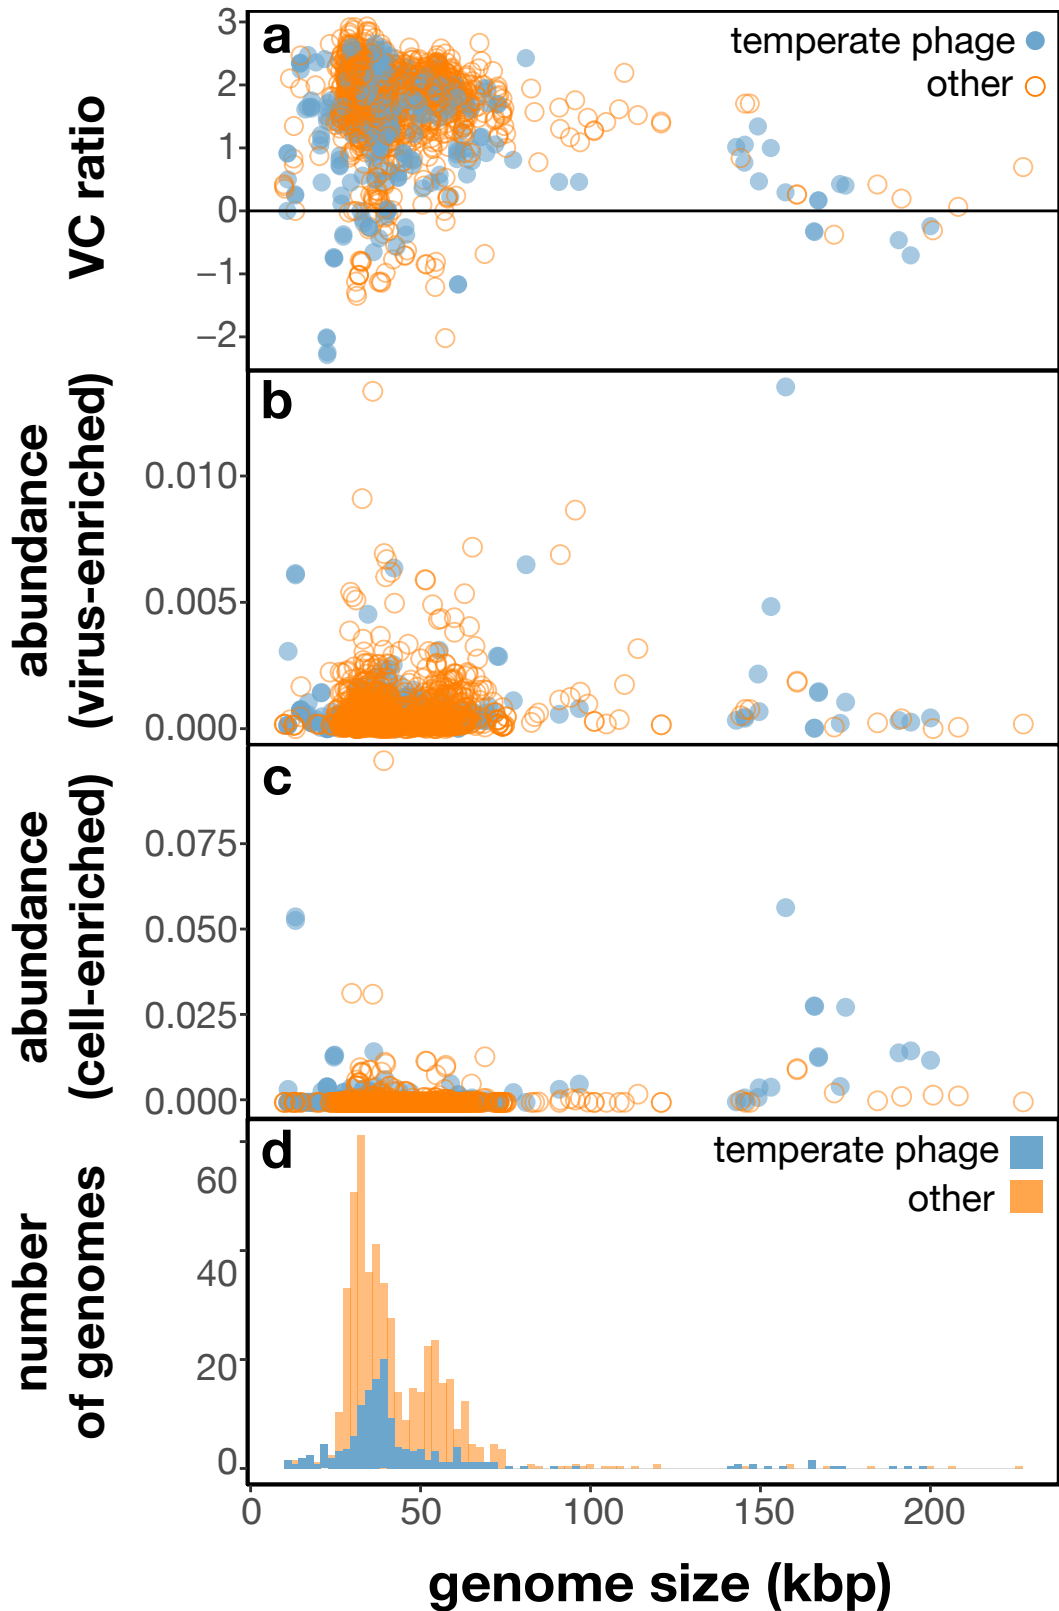 a
temperate phage
other
3
2
1
0
−1
−2
VC ratio
b
0.010
0.005
0.000
abundance
(virus-enriched)
c
0.075
0.050
0.025
0.000
abundance
(cell-enriched)
d
temperate phage
other
60
40
20
0
number
of genomes
0 50 100 150 200
genome size (kbp)